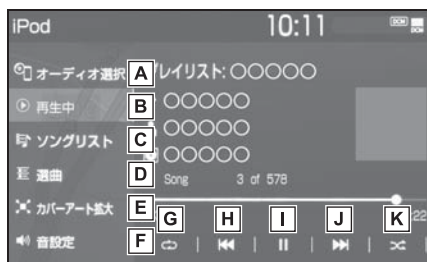 iPod 10:11 DCM
オーディオ選択 A レイリスト: ○○○○○
再生中 B ○○○○○
ソングリスト C ○○○○○
○○○○○
選曲 D Song 3 of 578
カバーアート拡大 E
G H I J K :22
音設定 F